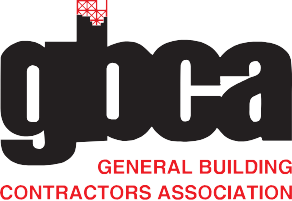 gbca
GENERAL BUILDING
CONTRACTORS ASSOCIATION